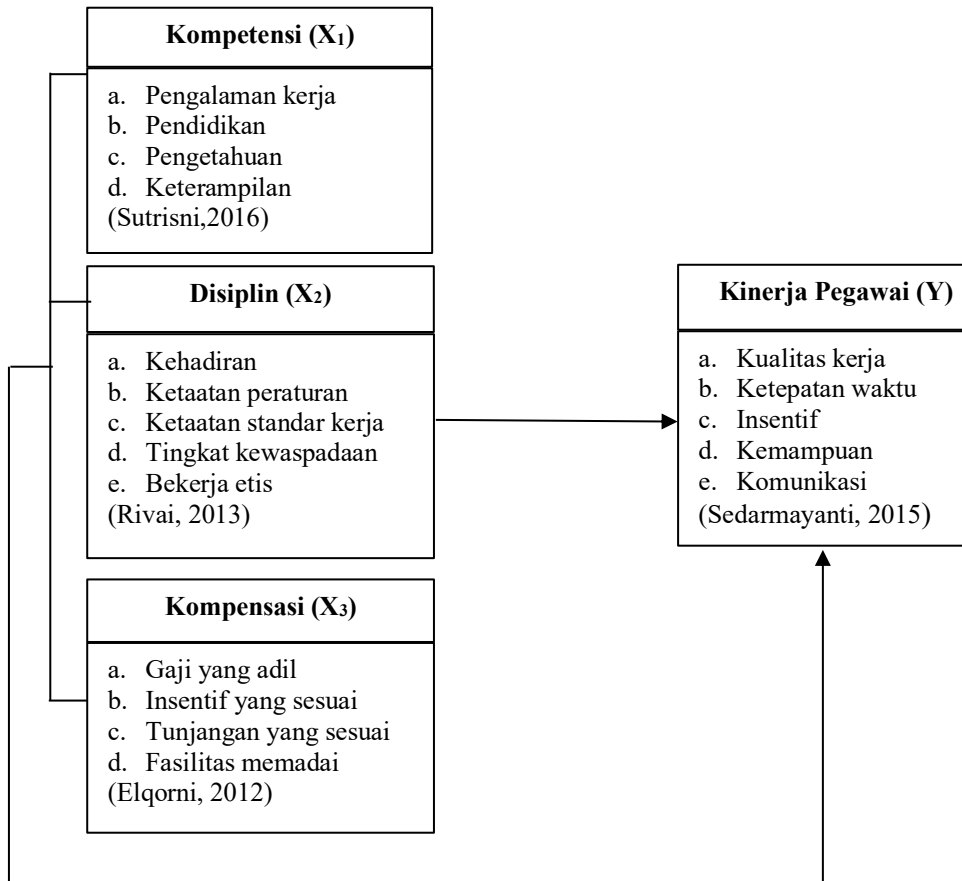 Kompetensi (X₁)
a. Pengalaman kerja
b. Pendidikan
c. Pengetahuan
d. Keterampilan
(Sutrisni,2016)
Disiplin (X₂)
a. Kehadiran
b. Ketaatan peraturan
c. Ketaatan standar kerja
d. Tingkat kewaspadaan
e. Bekerja etis
(Rivai, 2013)
Kompensasi (X₃)
a. Gaji yang adil
b. Insentif yang sesuai
c. Tunjangan yang sesuai
d. Fasilitas memadai
(Elqorni, 2012)
Kinerja Pegawai (Y)
a. Kualitas kerja
b. Ketepatan waktu
c. Insentif
d. Kemampuan
e. Komunikasi
(Sedarmayanti, 2015)